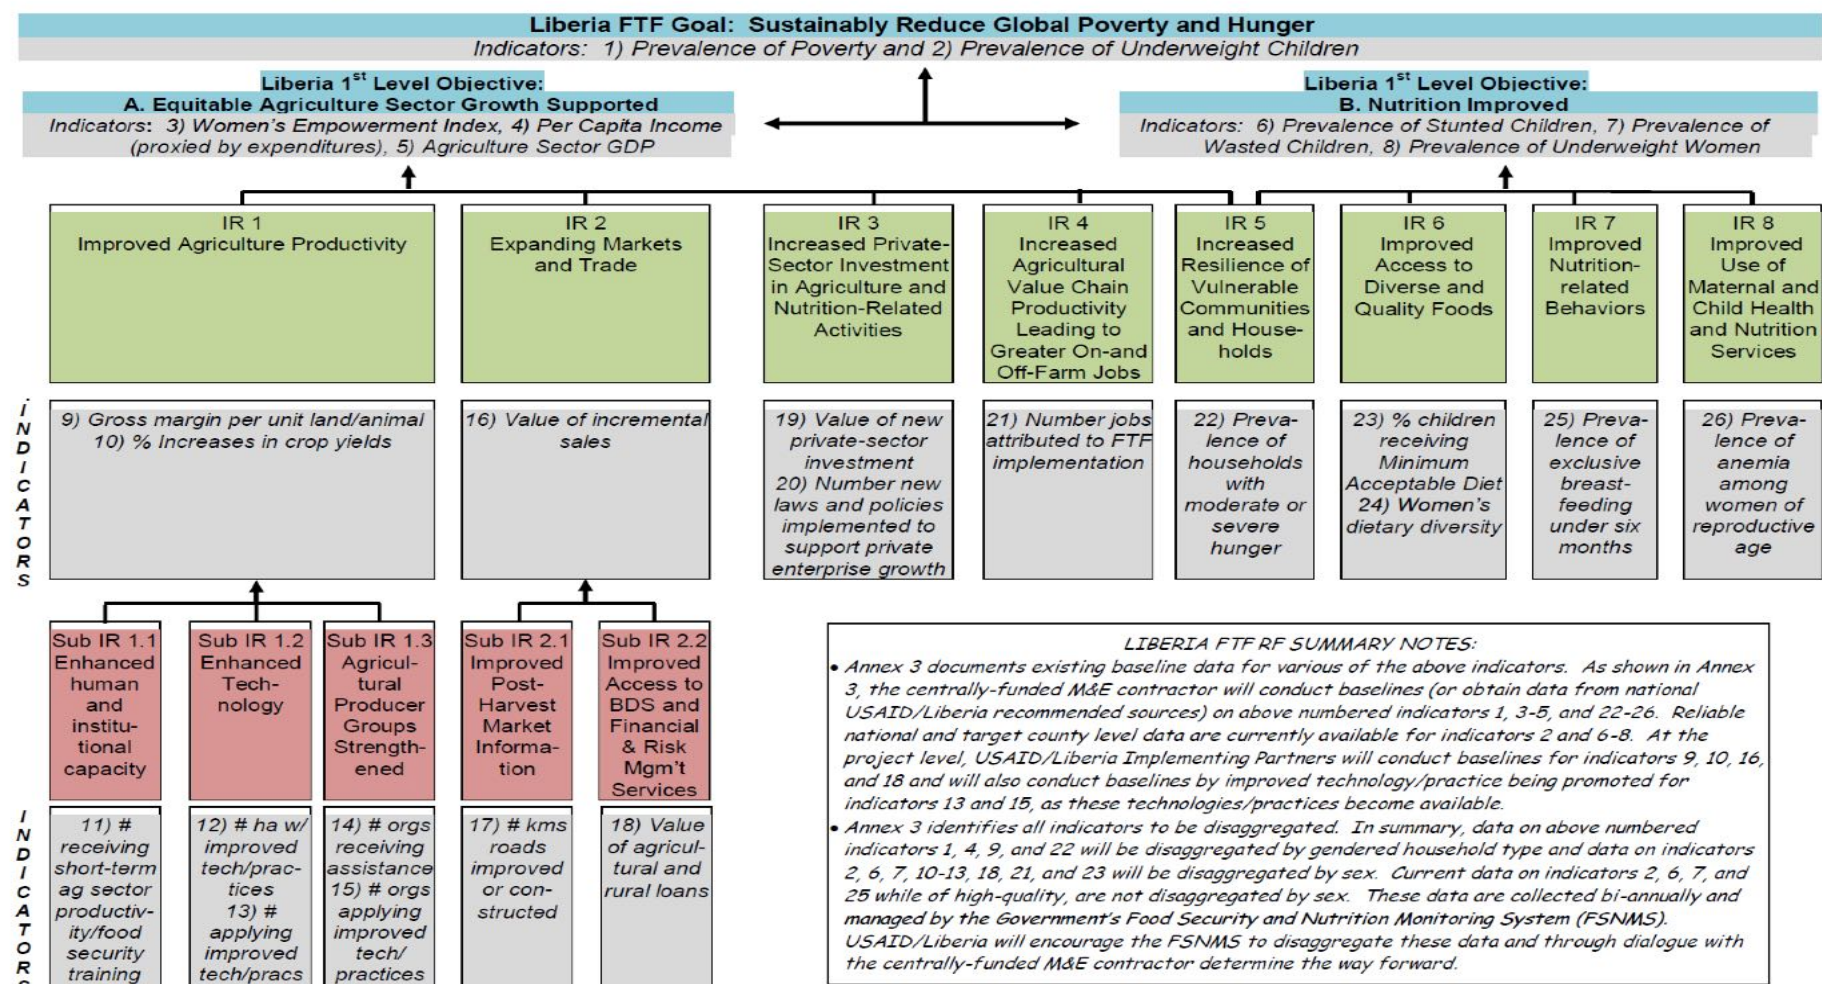 Liberia FTF Goal: Sustainably Reduce Global Poverty and Hunger
Indicators: 1) Prevalence of Poverty and 2) Prevalence of Underweight Children
Liberia 1st Level Objective:
A. Equitable Agriculture Sector Growth Supported
Indicators: 3) Women's Empowerment Index, 4) Per Capita Income
(proxied by expenditures), 5) Agriculture Sector GDP
Liberia 1st Level Objective:
B. Nutrition Improved
Indicators: 6) Prevalence of Stunted Children, 7) Prevalence of
Wasted Children, 8) Prevalence of Underweight Women
IR 1
Improved Agriculture Productivity
IR 2
Expanding Markets
and Trade
IR 3
Increased Private-
Sector Investment
in Agriculture and
Nutrition-Related
Activities
IR 4
Increased
Agricultural
Value Chain
Productivity
Leading to
Greater On-and
Off-Farm Jobs
IR 5
Increased
Resilience of
Vulnerable
Communities
and House-
holds
IR 6
Improved
Access to
Diverse and
Quality Foods
IR 7
Improved
Nutrition-
related
Behaviors
IR 8
Improved
Use of
Maternal and
Child Health
and Nutrition
Services
INDICATORS
9) Gross margin per unit land/animal
10) % Increases in crop yields
16) Value of incremental
sales
19) Value of new
private-sector
investment
20) Number new
laws and policies
implemented to
support private
enterprise growth
21) Number jobs
attributed to FTF
implementation
22) Preva-
lence of
households
with
moderate or
severe
hunger
23) % children
receiving
Minimum
Acceptable Diet
24) Women's
dietary diversity
25) Preva-
lence of
exclusive
breast-
feeding
under six
months
26) Preva-
lence of
anemia
among
women of
reproductive
age
Sub IR 1.1
Enhanced
human
and
institu-
tional
capacity
Sub IR 1.2
Enhanced
Tech-
nology
Sub IR 1.3
Agricul-
tural
Producer
Groups
Strength-
ened
Sub IR 2.1
Improved
Post-
Harvest
Market
Informa-
tion
Sub IR 2.2
Improved
Access to
BDS and
Financial
& Risk
Mgm't
Services
INDICATORS
11) #
receiving
short-term
ag sector
productiv-
ity/food
security
training
12) # ha w/
improved
tech/prac-
tices
13) #
applying
improved
tech/pracs
14) # orgs
receiving
assistance
15) # orgs
applying
improved
tech/
practices
17) # kms
roads
improved
or con-
structed
18) Value
of agricul-
tural and
rural loans
LIBERIA FTF RF SUMMARY NOTES:
• Annex 3 documents existing baseline data for various of the above indicators. As shown in Annex
3, the centrally-funded M&E contractor will conduct baselines (or obtain data from national
USAID/Liberia recommended sources) on above numbered indicators 1, 3-5, and 22-26. Reliable
national and target county level data are currently available for indicators 2 and 6-8. At the
project level, USAID/Liberia Implementing Partners will conduct baselines for indicators 9, 10, 16,
and 18 and will also conduct baselines by improved technology/practice being promoted for
indicators 13 and 15, as these technologies/practices become available.
• Annex 3 identifies all indicators to be disaggregated. In summary, data on above numbered
indicators 1, 4, 9, and 22 will be disaggregated by gendered household type and data on indicators
2, 6, 7, 10-13, 18, 21, and 23 will be disaggregated by sex. Current data on indicators 2, 6, 7, and
25 while of high-quality, are not disaggregated by sex. These data are collected bi-annually and
managed by the Government's Food Security and Nutrition Monitoring System (FSNMS).
USAID/Liberia will encourage the FSNMS to disaggregate these data and through dialogue with
the centrally-funded M&E contractor determine the way forward.